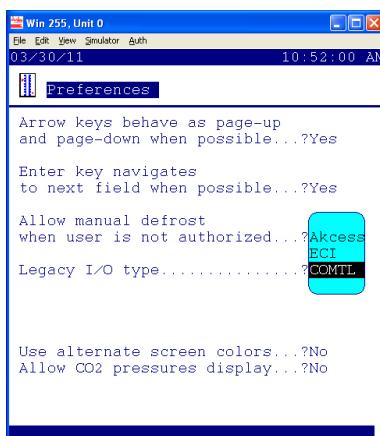 Win 255, Unit 0
File Edit View Simulator Auth
03/30/11 10:52:00 AM
Preferences
Arrow keys behave as page-up
and page-down when possible...?Yes
Enter key navigates
to next field when possible...?Yes
Allow manual defrost
when user is not authorized...?Akcess
ECI
Legacy I/O type...............?COMTL
Use alternate screen colors...?No
Allow CO2 pressures display...?No